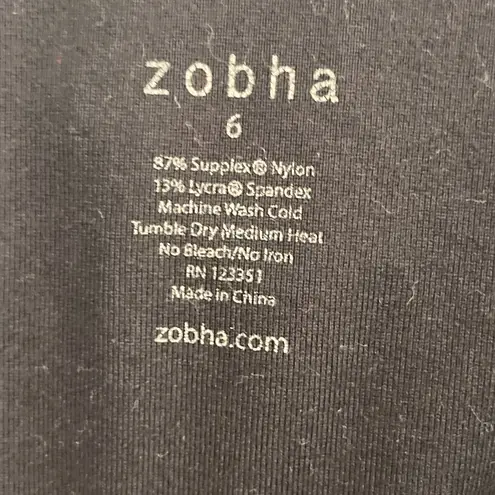 zobha
6
87% Supplex® Nylon
13% Lycra® Spandex
Machine Wash Cold
Tumble Dry Medium Heat
No Bleach/No Iron
RN 123351
Made in China
zobha.com